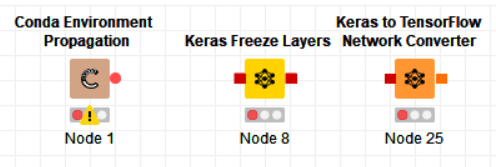 Conda Environment
Propagation
Keras Freeze Layers
Keras to TensorFlow
Network Converter
Node 1
Node 8
Node 25